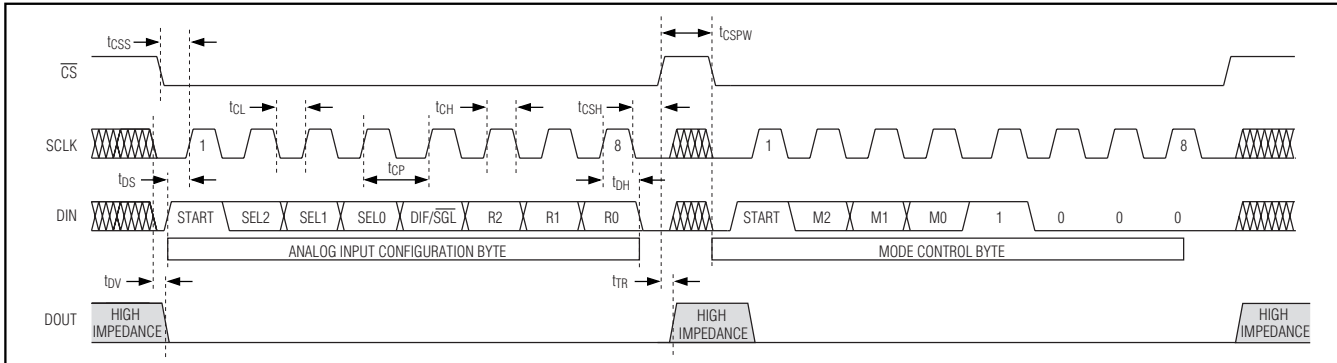 tCSS
tCSPW
CS
tCL
tCH
tCSH
SCLK
1
8
1
8
tCP
tDS
tDH
DIN
START SEL2 SEL1 SEL0 DIF/SGL R2 R1 R0
START M2 M1 M0 1 0 0 0
ANALOG INPUT CONFIGURATION BYTE
MODE CONTROL BYTE
tDV
tTR
DOUT
HIGH
IMPEDANCE
HIGH
IMPEDANCE
HIGH
IMPEDANCE